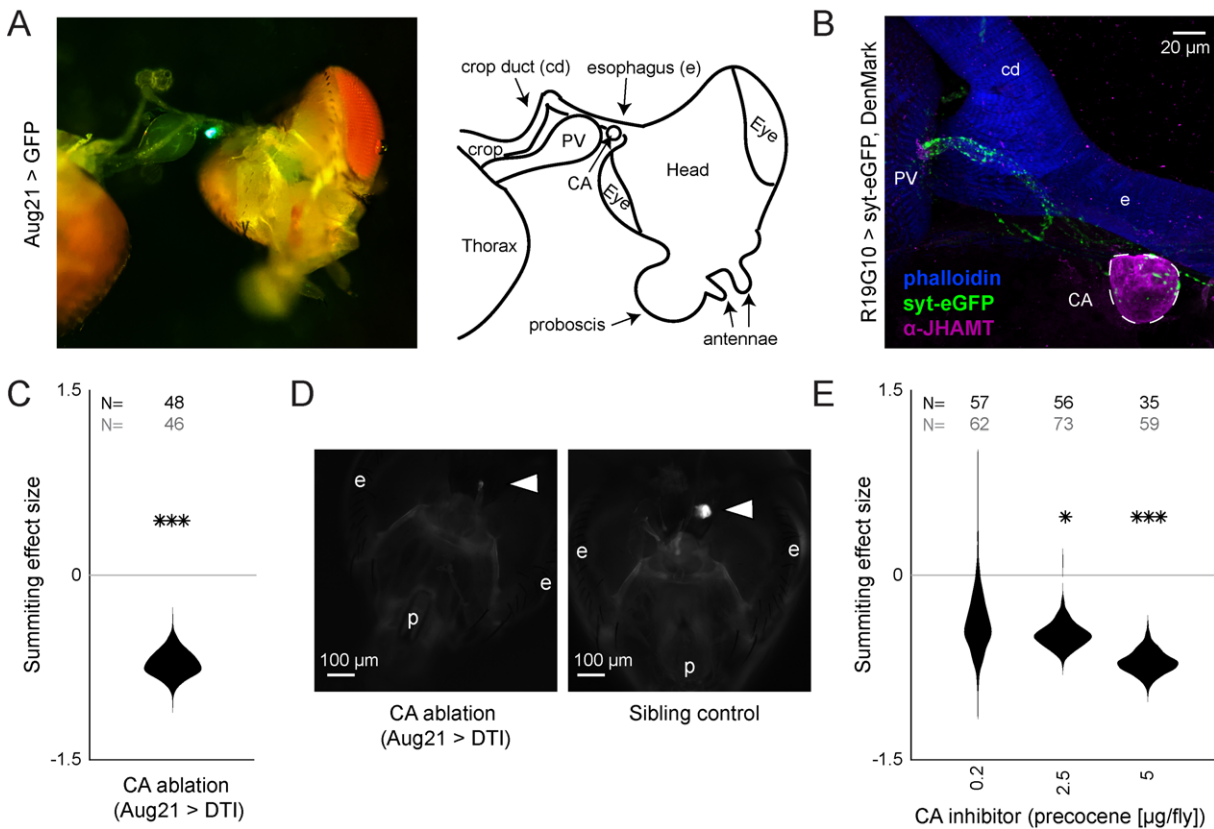 A
Aug21 > GFP
crop duct (cd)
esophagus (e)
crop
PV
CA
Eye
Eye
Head
Thorax
proboscis
antennae
B
R19G10 > syt-eGFP, DenMark
20 µm
cd
PV
e
CA
phalloidin
syt-eGFP
α-JHAMT
C
Summiting effect size
1.5
0
-1.5
N= 48
N= 46
***
CA ablation
(Aug21 > DTI)
D
e
e
p
100 µm
CA ablation
(Aug21 > DTI)
e
e
p
100 µm
Sibling control
E
Summiting effect size
1.5
0
-1.5
N= 57 56 35
N= 62 73 59
* ***
0.2 2.5 5
CA inhibitor (precocene [µg/fly])